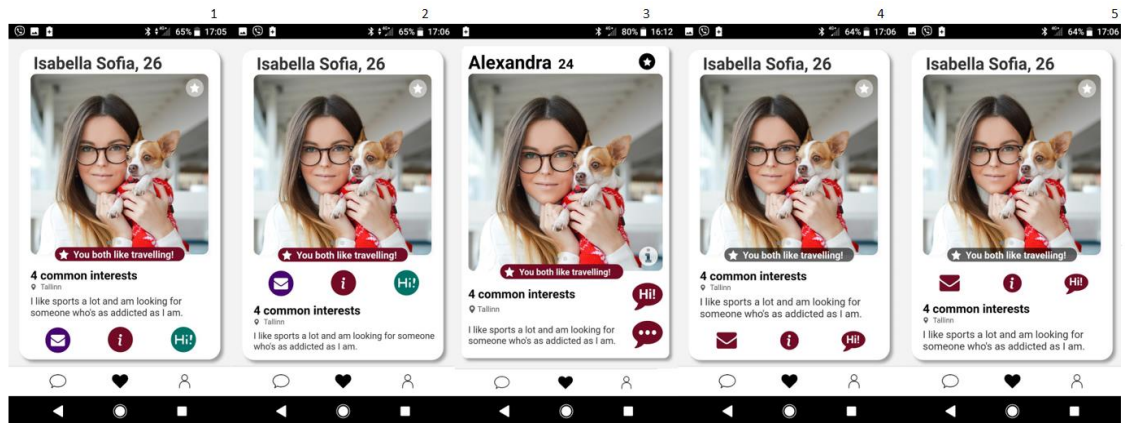 1
65% 17:05
Isabella Sofia, 26
You both like travelling!
4 common interests
Tallinn
I like sports a lot and am looking for
someone who's as addicted as I am.
i
Hi!
2
65% 17:06
Isabella Sofia, 26
You both like travelling!
i
Hi!
4 common interests
Tallinn
I like sports a lot and am looking for someone
who's as addicted as I am.
3
80% 16:12
Alexandra 24
i
You both like travelling!
4 common interests
Hi!
Tallinn
I like sports a lot and am looking for
someone who's as addicted as I am.
4
64% 17:06
Isabella Sofia, 26
You both like travelling!
4 common interests
Tallinn
I like sports a lot and am looking for
someone who's as addicted as I am.
i
Hi!
5
64% 17:06
Isabella Sofia, 26
You both like travelling!
i
Hi!
4 common interests
Tallinn
I like sports a lot and am looking for
someone who's as addicted as I am.